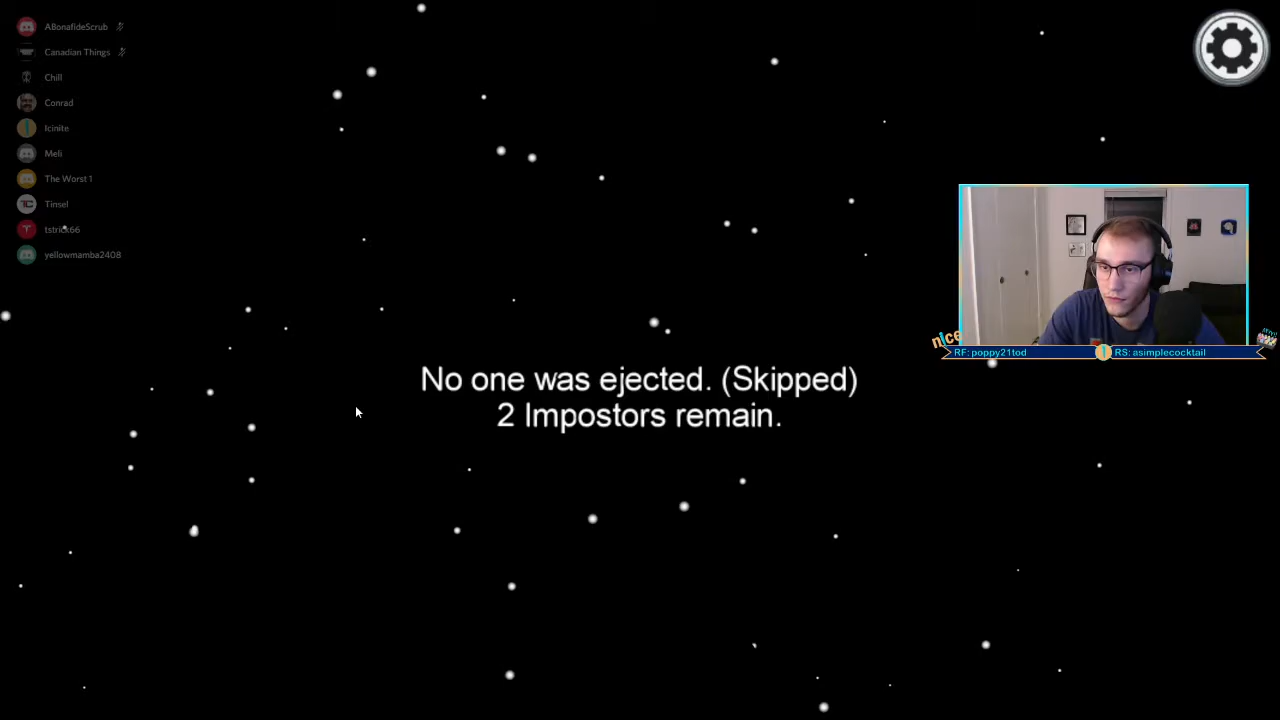 ABonafideScrub
Canadian Things
Chill
Conrad
Icinite
Meli
The Worst 1
Tinsel
tstrick66
yellowmamba2408
nice
RF: poppy21tod
RS: asimplecocktail
No one was ejected. (Skipped)
2 Impostors remain.